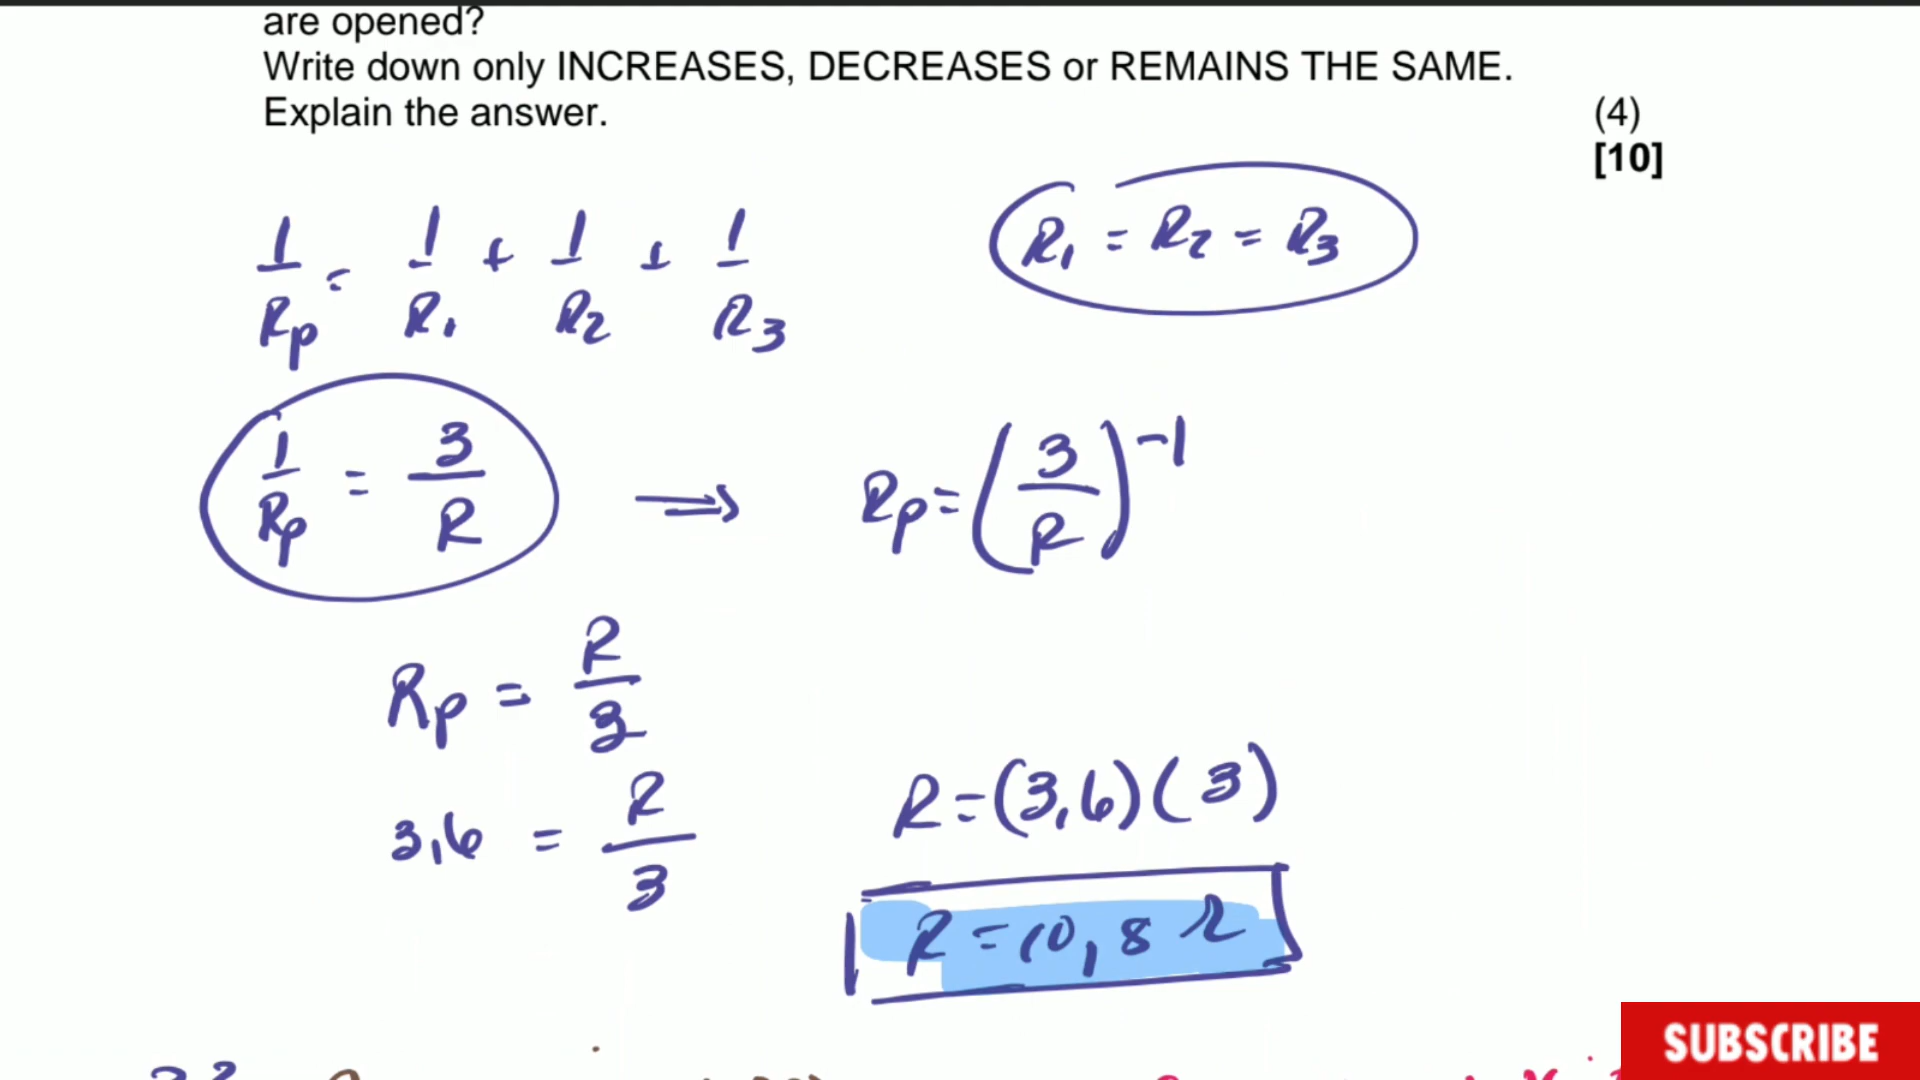 are opened?
Write down only INCREASES, DECREASES or REMAINS THE SAME.
Explain the answer.
(4)
[10]
1/Rp = 1/R1 + 1/R2 + 1/R3
R1 = R2 = R3
1/Rp = 3/R ⟹ Rp = (3/R)^-1
Rp = R/3
3,6 = R/3
R = (3,6)(3)
R = 10,8 Ω
SUBSCRIBE